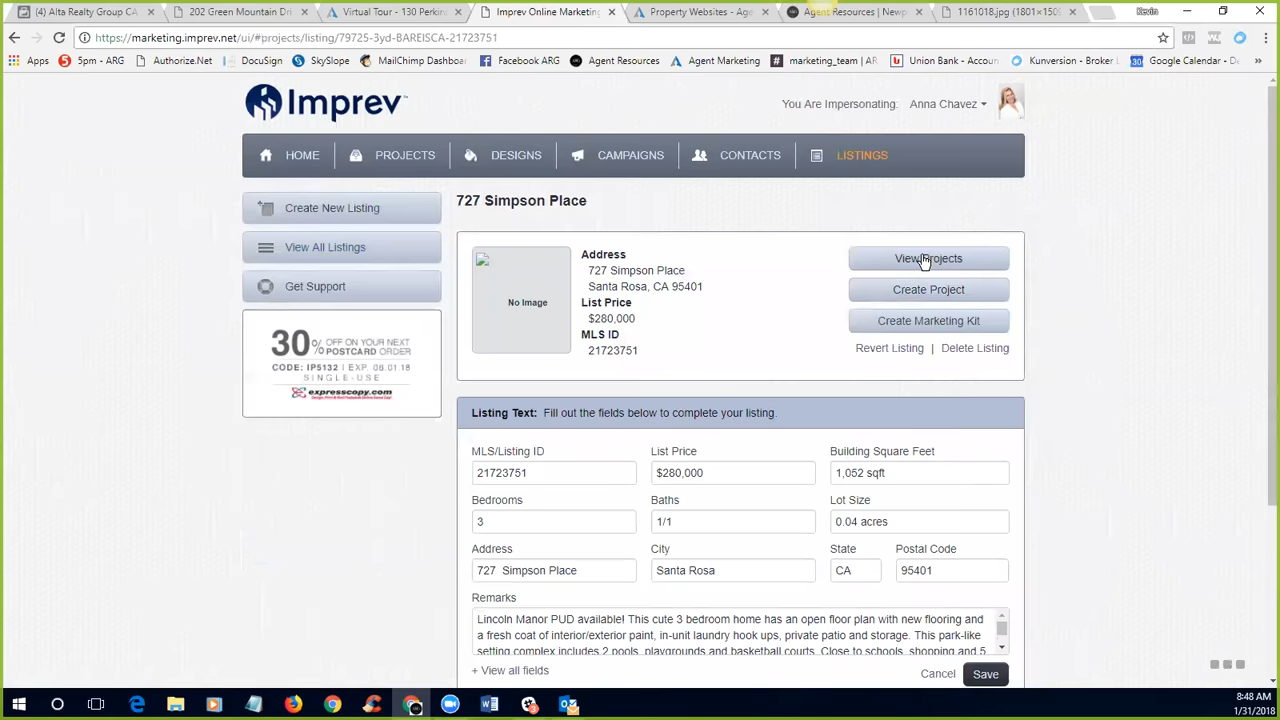 (4) Alta Realty Group CA
202 Green Mountain Dri
Virtual Tour - 130 Perkin
Imprev Online Marketing
Property Websites - Age
Agent Resources | Newp
1161018.jpg (1801×150
Kevin
https://marketing.imprev.net/ui/#projects/listing/79725-3yd-BAREISCA-21723751
Apps
5pm - ARG
Authorize.Net
DocuSign
SkySlope
MailChimp Dashboa
Facebook ARG
Agent Resources
Agent Marketing
marketing_team | AR
Union Bank - Accoun
Kunversion - Broker
Google Calendar - De
»
Imprev™
You Are Impersonating: Anna Chavez
HOME
PROJECTS
DESIGNS
CAMPAIGNS
CONTACTS
LISTINGS
Create New Listing
View All Listings
Get Support
30% OFF ON YOUR NEXT
POSTCARD ORDER
CODE: IP5132 | EXP. 06.01.18
SINGLE-USE
expresscopy.com
727 Simpson Place
No Image
Address
727 Simpson Place
Santa Rosa, CA 95401
List Price
$280,000
MLS ID
21723751
View Projects
Create Project
Create Marketing Kit
Revert Listing | Delete Listing
Listing Text: Fill out the fields below to complete your listing.
MLS/Listing ID
List Price
Building Square Feet
21723751
$280,000
1,052 sqft
Bedrooms
Baths
Lot Size
3
1/1
0.04 acres
Address
City
State
Postal Code
727 Simpson Place
Santa Rosa
CA
95401
Remarks
Lincoln Manor PUD available! This cute 3 bedroom home has an open floor plan with new flooring and
a fresh coat of interior/exterior paint, in-unit laundry hook ups, private patio and storage. This park-like
setting complex includes 2 pools, playgrounds and basketball courts. Close to schools, shopping and 5
+ View all fields
Cancel
Save
8:48 AM
1/31/2018